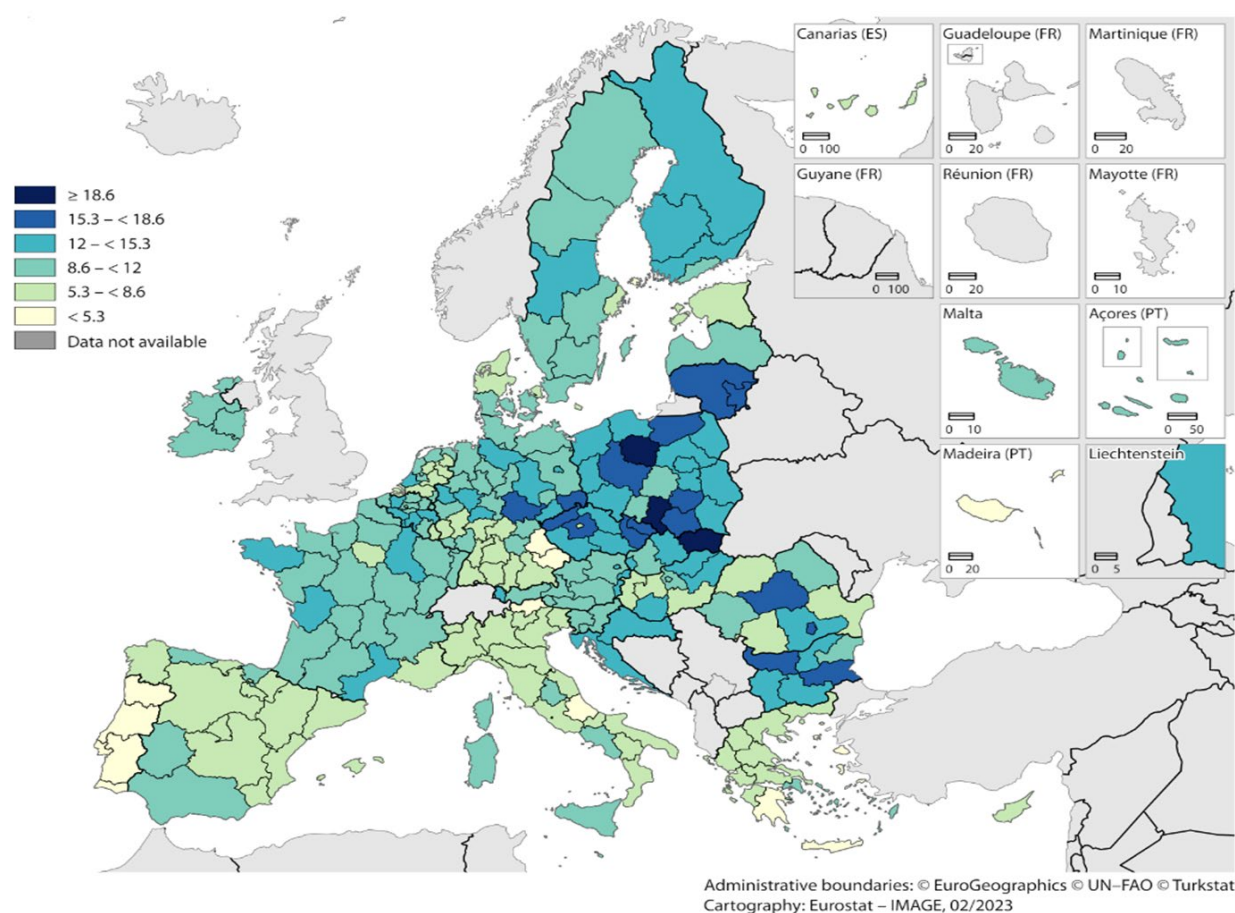 Canarias (ES)
0 100
Guadeloupe (FR)
0 20
Martinique (FR)
0 20
Guyane (FR)
0 100
Réunion (FR)
0 20
Mayotte (FR)
0 10
≥ 18.6
15.3 – < 18.6
12 – < 15.3
8.6 – < 12
5.3 – < 8.6
< 5.3
Data not available
Malta
0 10
Açores (PT)
0 50
Madeira (PT)
0 20
Liechtenstein
0 5
Administrative boundaries: © EuroGeographics © UN–FAO © Turkstat
Cartography: Eurostat – IMAGE, 02/2023